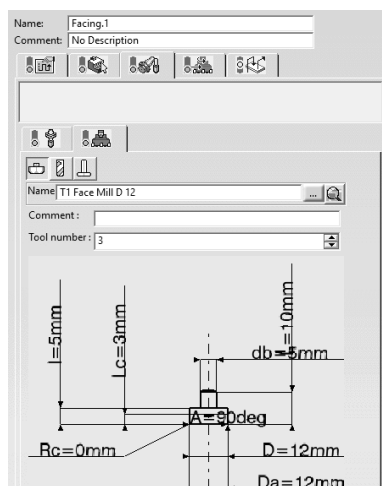 Name: Facing.1
Comment: No Description
Name T1 Face Mill D 12 ...
Comment :
Tool number : 3
l=5mm
Lc=3mm
L=10mm
db=5mm
A=90deg
Rc=0mm
D=12mm
Da=12mm